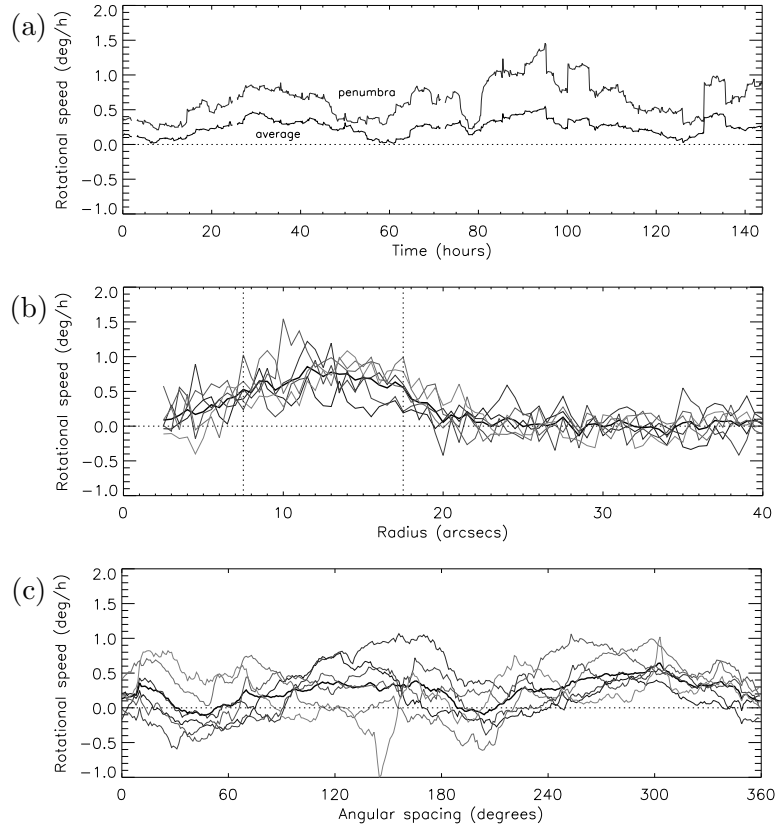 (a)
Rotational speed (deg/h)
2.0
1.5
1.0
0.5
0.0
−0.5
−1.0
penumbra
average
0 20 40 60 80 100 120 140
Time (hours)
(b)
Rotational speed (deg/h)
2.0
1.5
1.0
0.5
0.0
−0.5
−1.0
0 10 20 30 40
Radius (arcsecs)
(c)
Rotational speed (deg/h)
2.0
1.5
1.0
0.5
0.0
−0.5
−1.0
0 60 120 180 240 300 360
Angular spacing (degrees)